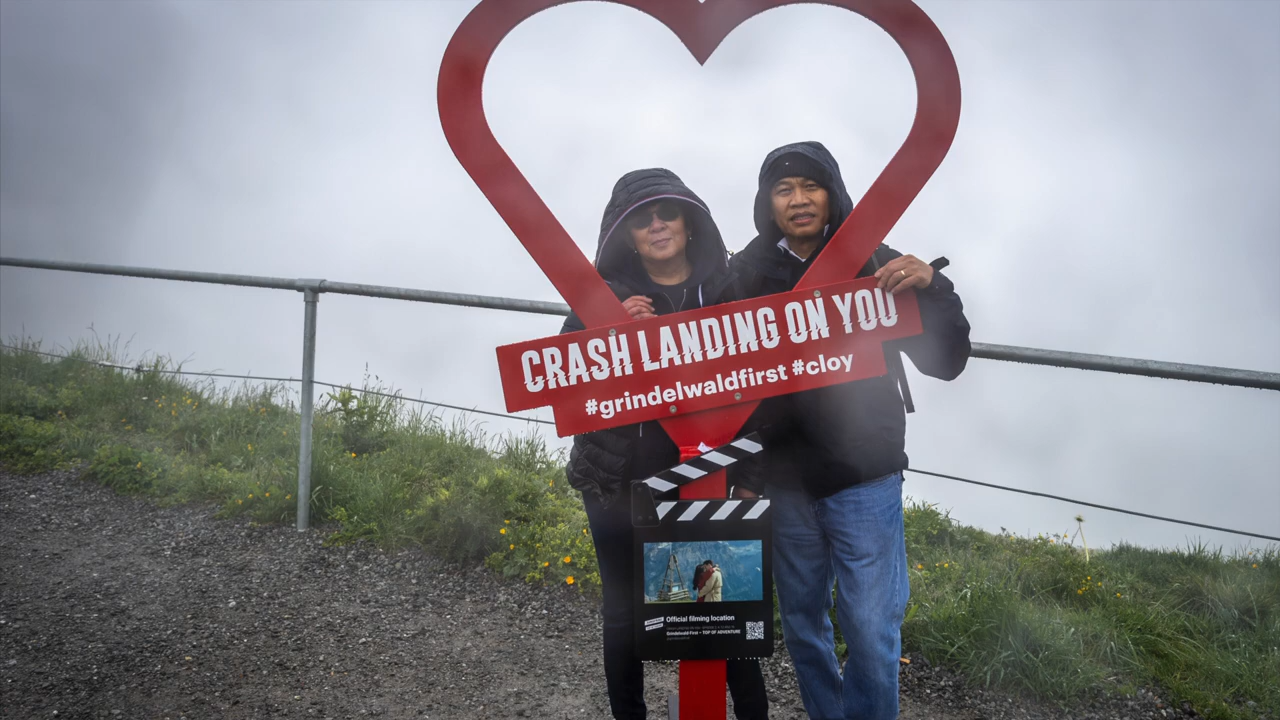 CRASH LANDING ON YOU
#grindelwaldfirst #cloy
Official filming location
Grindelwald-First – TOP OF ADVENTURE